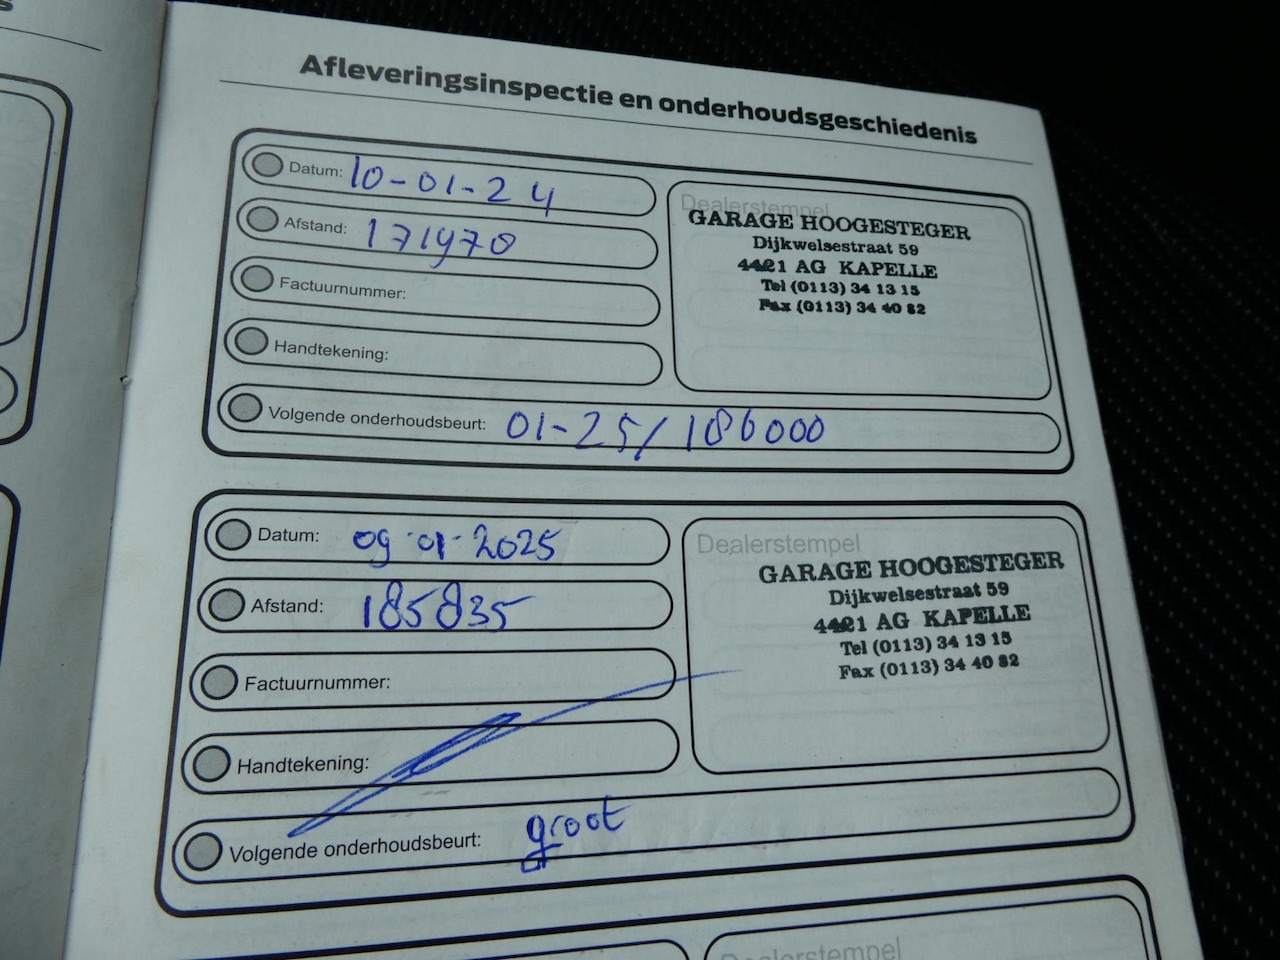 s
Afleveringsinspectie en onderhoudsgeschiedenis
Datum: 10-01-24
Afstand: 171970
Factuurnummer:
Handtekening:
Volgende onderhoudsbeurt: 01-25/186000
Dealerstempel
GARAGE HOOGESTEGER
Dijkwelsestraat 59
4421 AG KAPELLE
Tel (0113) 34 13 15
Fax (0113) 34 40 82
Datum: 09-01-2025
Afstand: 185835
Factuurnummer:
Handtekening:
Volgende onderhoudsbeurt: groot
Dealerstempel
GARAGE HOOGESTEGER
Dijkwelsestraat 59
4421 AG KAPELLE
Tel (0113) 34 13 15
Fax (0113) 34 40 82
Dealerstempel